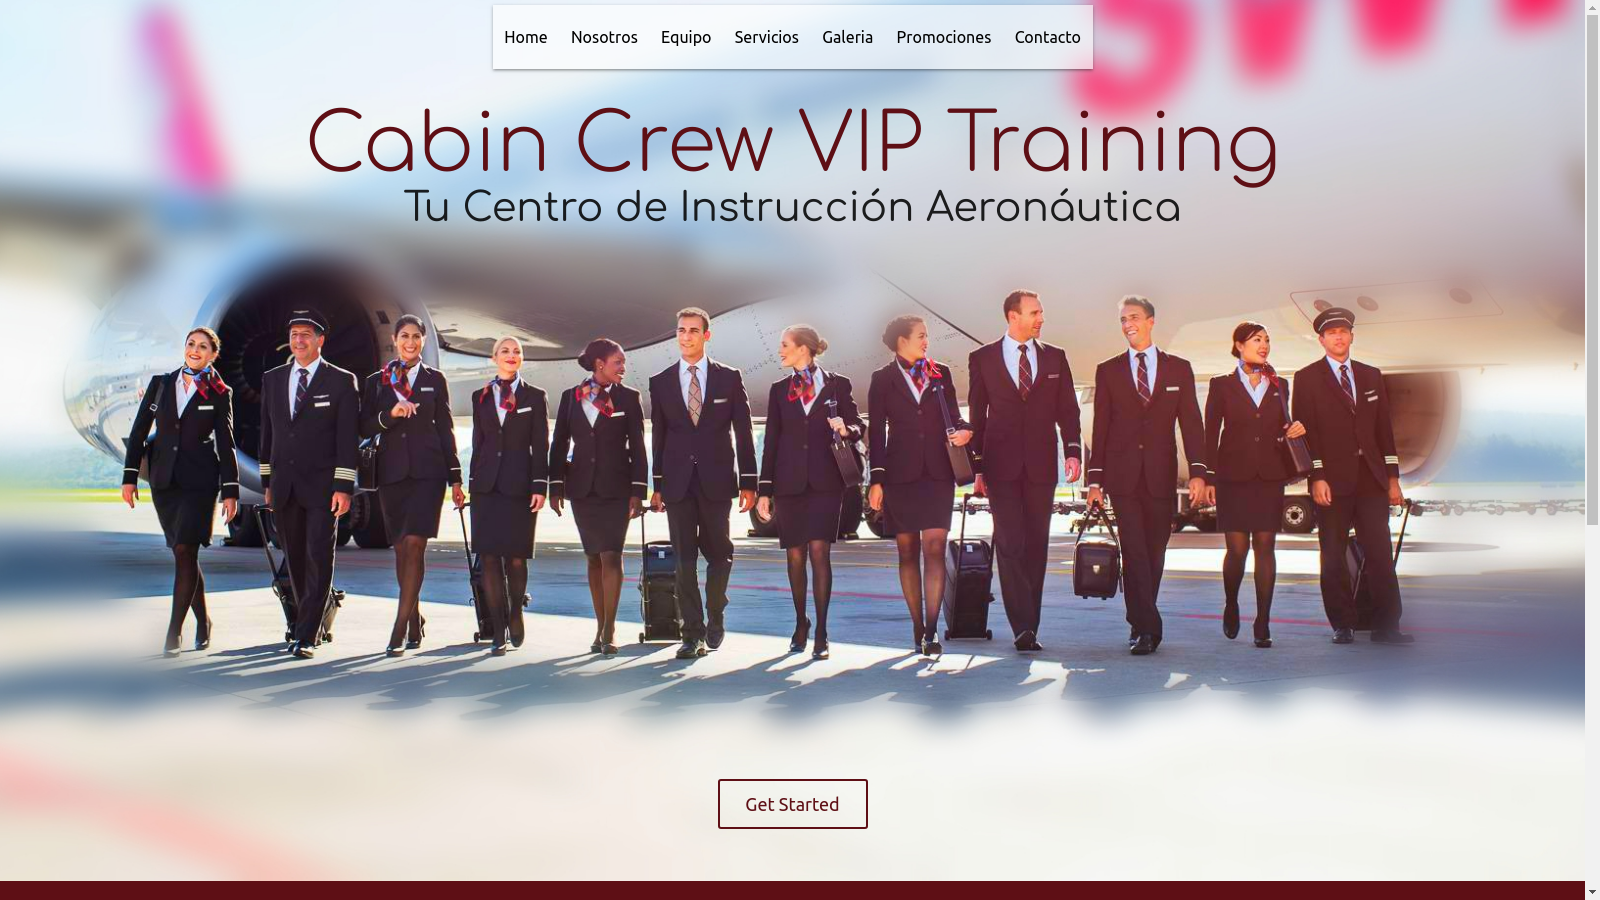 Home Nosotros Equipo Servicios Galeria Promociones Contacto
Cabin Crew VIP Training
Tu Centro de Instrucción Aeronáutica
Get Started